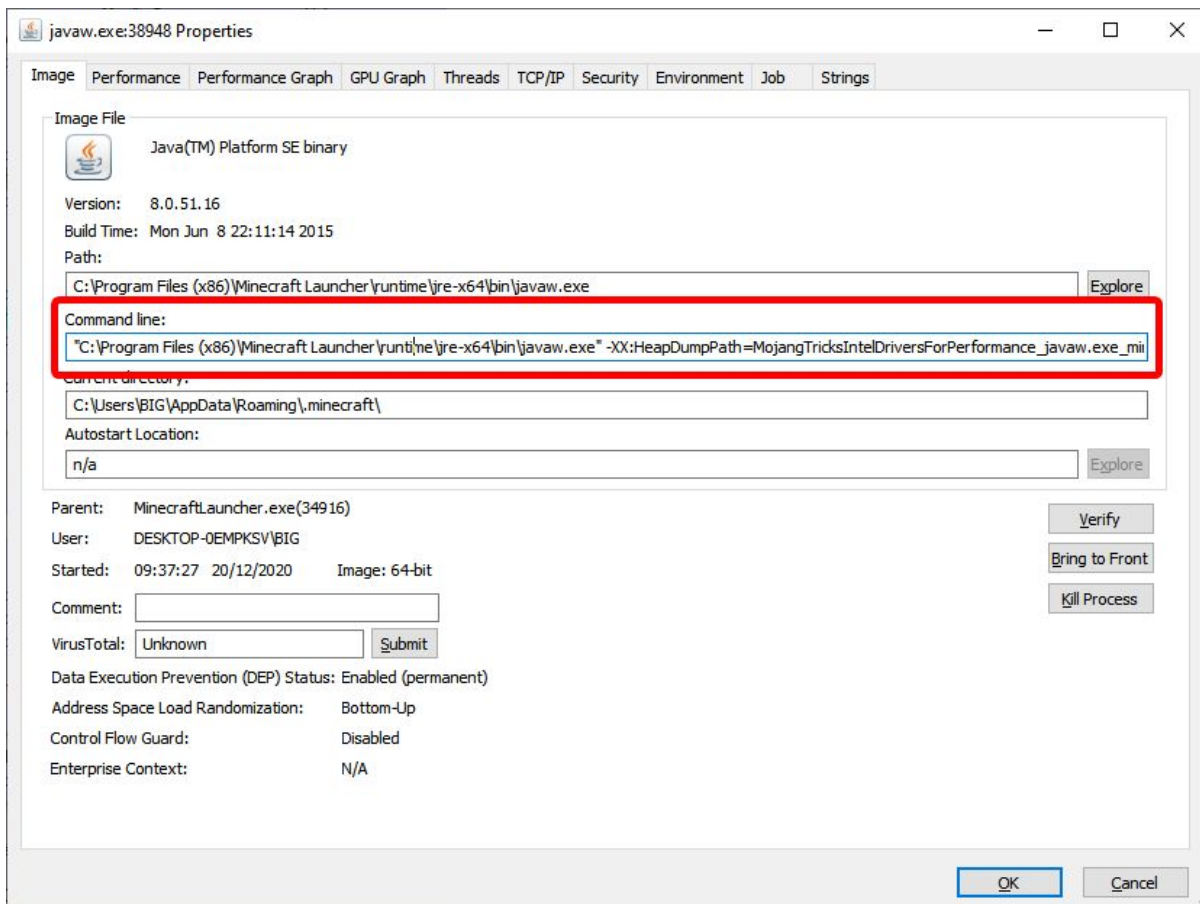 javaw.exe:38948 Properties
Image Performance Performance Graph GPU Graph Threads TCP/IP Security Environment Job Strings
Image File
Java(TM) Platform SE binary
Version: 8.0.51.16
Build Time: Mon Jun 8 22:11:14 2015
Path:
C:\Program Files (x86)\Minecraft Launcher\runtime\jre-x64\bin\javaw.exe Explore
Command line:
"C:\Program Files (x86)\Minecraft Launcher\runtime\jre-x64\bin\javaw.exe" -XX:HeapDumpPath=MojangTricksIntelDriversForPerformance_javaw.exe_mi
Current directory:
C:\Users\BIG\AppData\Roaming\.minecraft\
Autostart Location:
n/a Explore
Parent: MinecraftLauncher.exe(34916)
Verify
User: DESKTOP-0EMPKSV\BIG
Bring to Front
Started: 09:37:27 20/12/2020 Image: 64-bit
Kill Process
Comment:
VirusTotal: Unknown Submit
Data Execution Prevention (DEP) Status: Enabled (permanent)
Address Space Load Randomization: Bottom-Up
Control Flow Guard: Disabled
Enterprise Context: N/A
OK Cancel